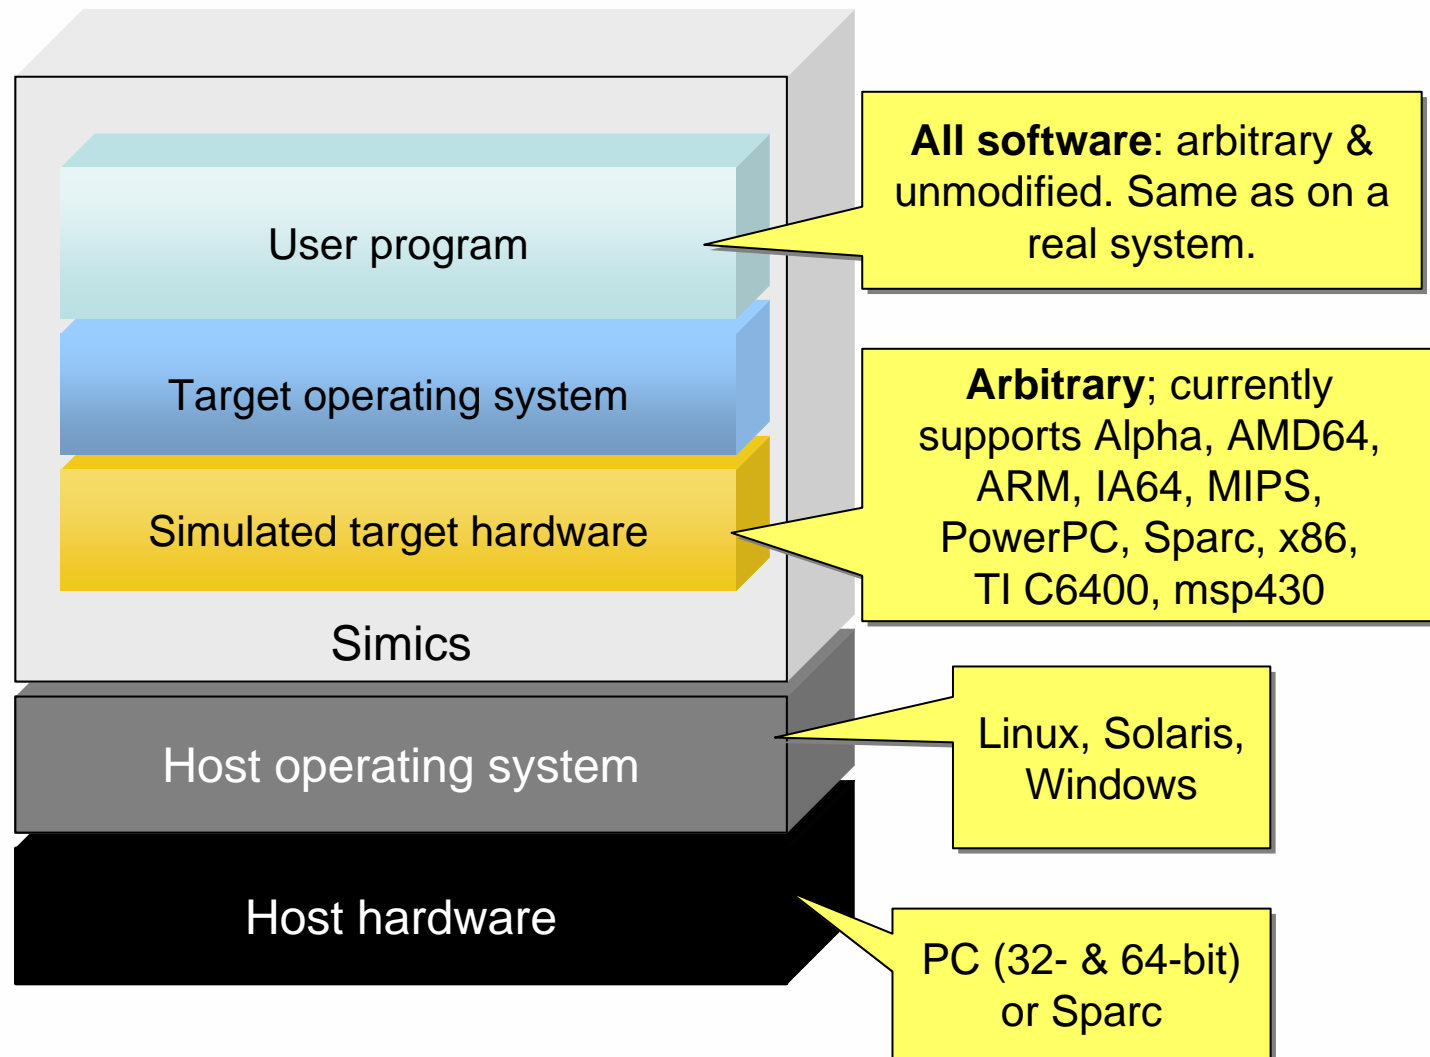 User program
Target operating system
Simulated target hardware
Simics
Host operating system
Host hardware
All software: arbitrary &
unmodified. Same as on a
real system.
Arbitrary; currently
supports Alpha, AMD64,
ARM, IA64, MIPS,
PowerPC, Sparc, x86,
TI C6400, msp430
Linux, Solaris,
Windows
PC (32- & 64-bit)
or Sparc